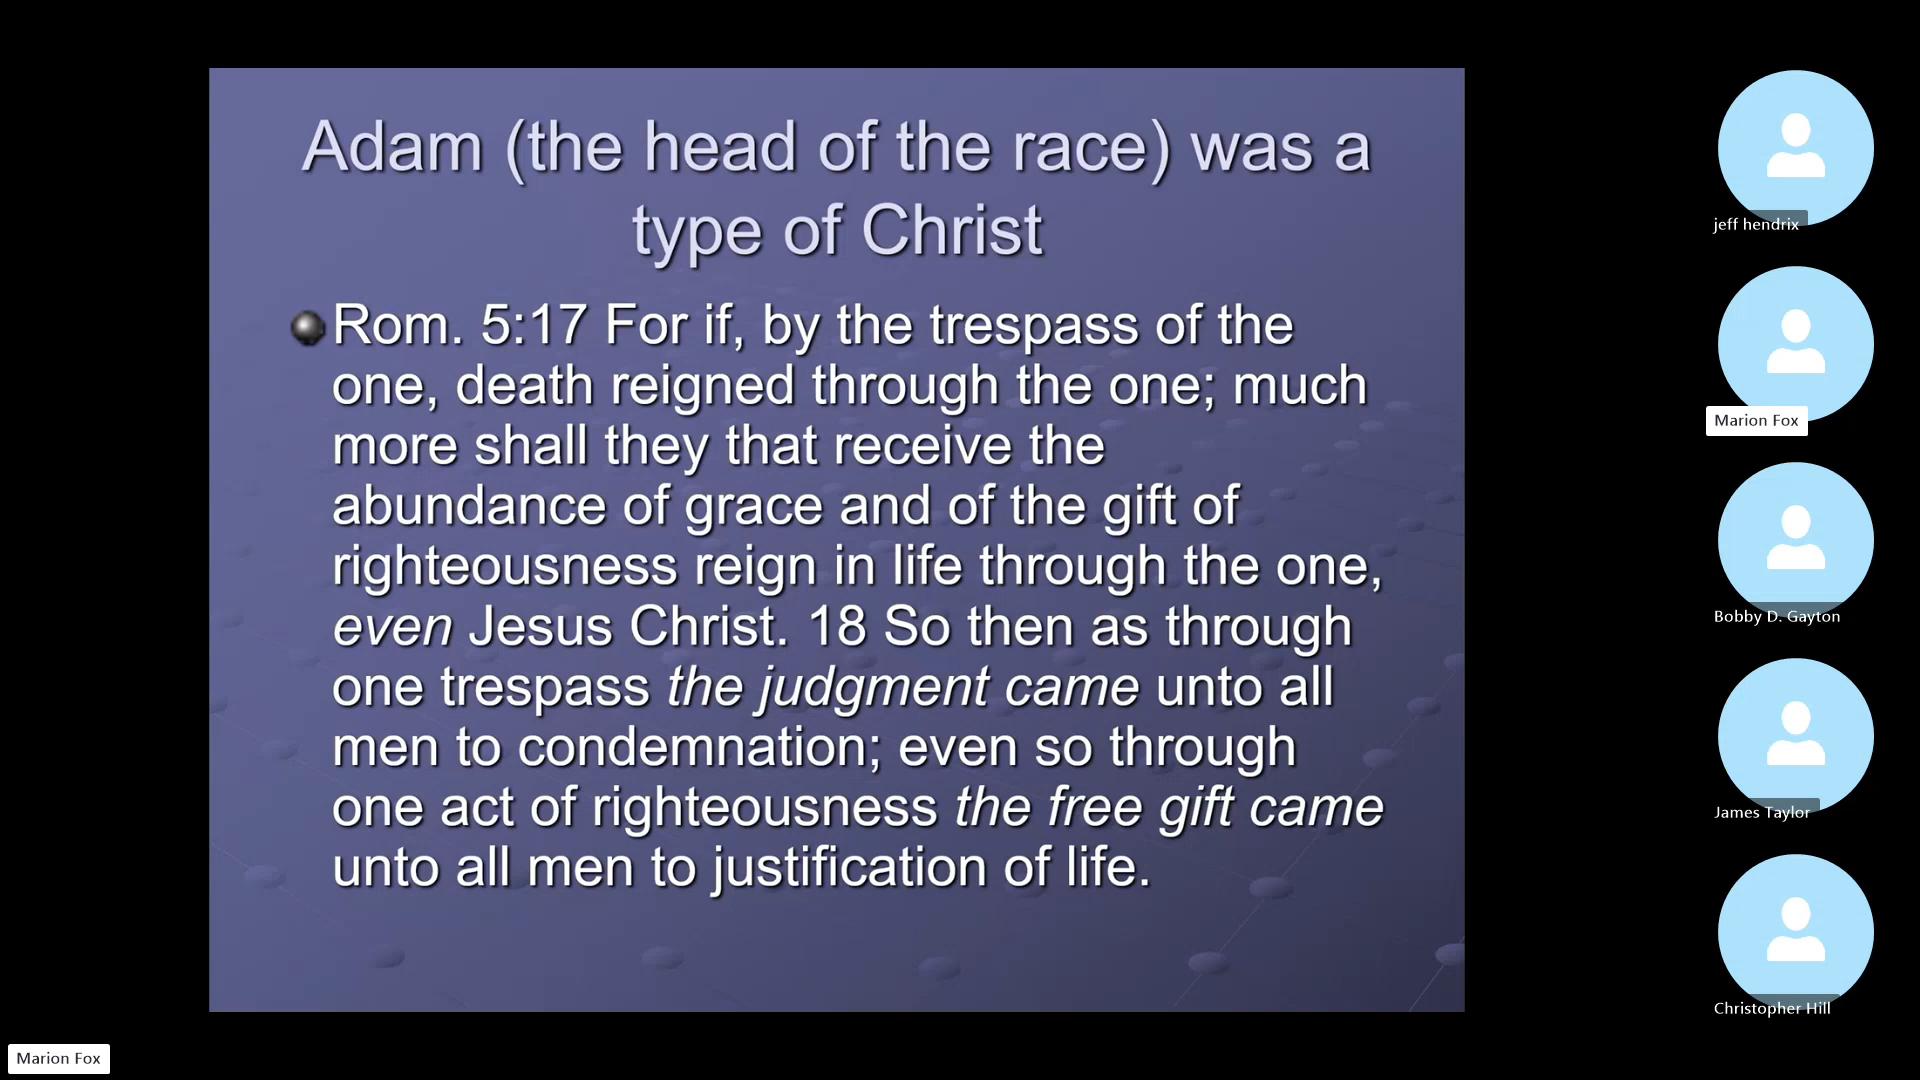 Adam (the head of the race) was a
type of Christ
Rom. 5:17 For if, by the trespass of the
one, death reigned through the one; much
more shall they that receive the
abundance of grace and of the gift of
righteousness reign in life through the one,
even Jesus Christ. 18 So then as through
one trespass the judgment came unto all
men to condemnation; even so through
one act of righteousness the free gift came
unto all men to justification of life.
jeff hendrix
Marion Fox
Bobby D. Gayton
James Taylor
Christopher Hill
Marion Fox